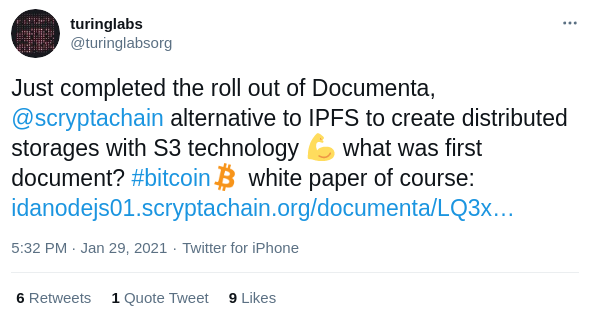 turinglabs
@turinglabsorg
Just completed the roll out of Documenta,
@scryptachain alternative to IPFS to create distributed
storages with S3 technology 💪 what was first
document? #bitcoin white paper of course:
idanodejs01.scryptachain.org/documenta/LQ3x…
5:32 PM · Jan 29, 2021 · Twitter for iPhone
6 Retweets 1 Quote Tweet 9 Likes